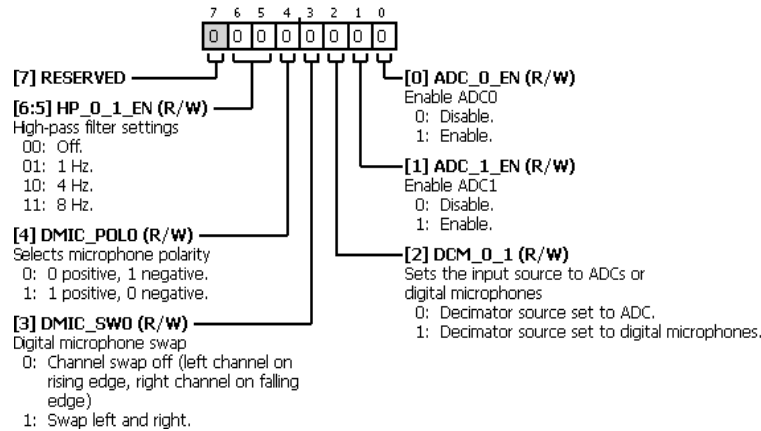 7 6 5 4 3 2 1 0
0 0 0 0 0 0 0 0
[7] RESERVED
[6:5] HP_0_1_EN (R/W)
High-pass filter settings
00: Off.
01: 1 Hz.
10: 4 Hz.
11: 8 Hz.
[4] DMIC_POL0 (R/W)
Selects microphone polarity
0: 0 positive, 1 negative.
1: 1 positive, 0 negative.
[3] DMIC_SW0 (R/W)
Digital microphone swap
0: Channel swap off (left channel on
rising edge, right channel on falling
edge)
1: Swap left and right.
[0] ADC_0_EN (R/W)
Enable ADC0
0: Disable.
1: Enable.
[1] ADC_1_EN (R/W)
Enable ADC1
0: Disable.
1: Enable.
[2] DCM_0_1 (R/W)
Sets the input source to ADCs or
digital microphones
0: Decimator source set to ADC.
1: Decimator source set to digital microphones.